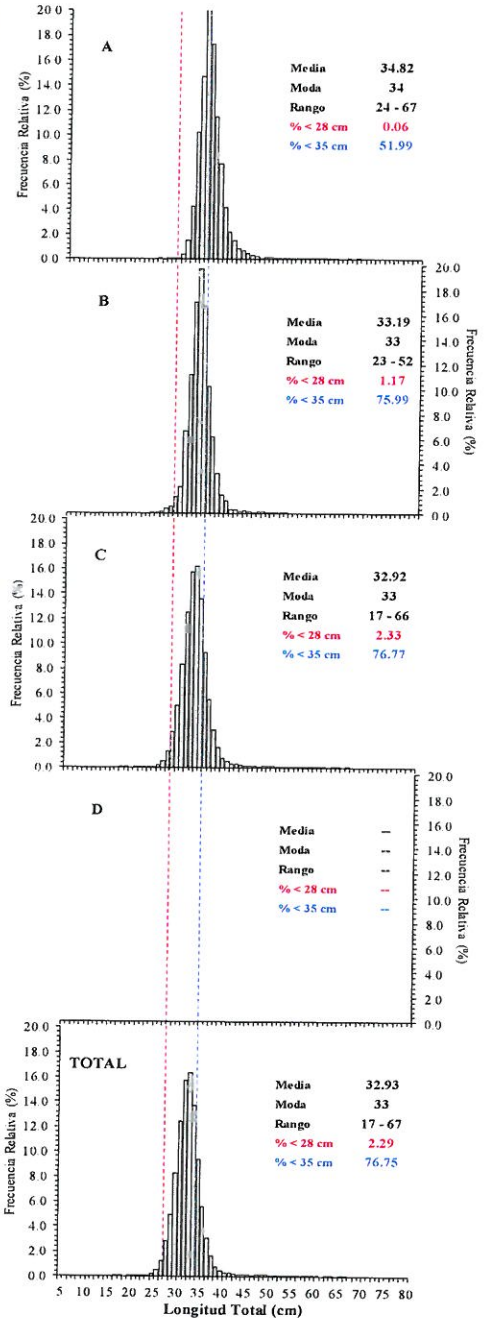 Frecuencia Relativa (%)
20.0
18.0
16.0
14.0
12.0
10.0
8.0
6.0
4.0
2.0
0.0
A
Media 34.82
Moda 34
Rango 24 - 67
% < 28 cm 0.06
% < 35 cm 51.99
B
Media 33.19
Moda 33
Rango 23 - 52
% < 28 cm 1.17
% < 35 cm 75.99
20.0
18.0
16.0
14.0
12.0
10.0
8.0
6.0
4.0
2.0
0.0
Frecuencia Relativa (%)
Frecuencia Relativa (%)
20.0
18.0
16.0
14.0
12.0
10.0
8.0
6.0
4.0
2.0
0.0
C
Media 32.92
Moda 33
Rango 17 - 66
% < 28 cm 2.33
% < 35 cm 76.77
D
Media --
Moda --
Rango --
% < 28 cm --
% < 35 cm --
20.0
18.0
16.0
14.0
12.0
10.0
8.0
6.0
4.0
2.0
0.0
Frecuencia Relativa (%)
Frecuencia Relativa (%)
20.0
18.0
16.0
14.0
12.0
10.0
8.0
6.0
4.0
2.0
0.0
TOTAL
Media 32.93
Moda 33
Rango 17 - 67
% < 28 cm 2.29
% < 35 cm 76.75
5 10 15 20 25 30 35 40 45 50 55 60 65 70 75 80
Longitud Total (cm)